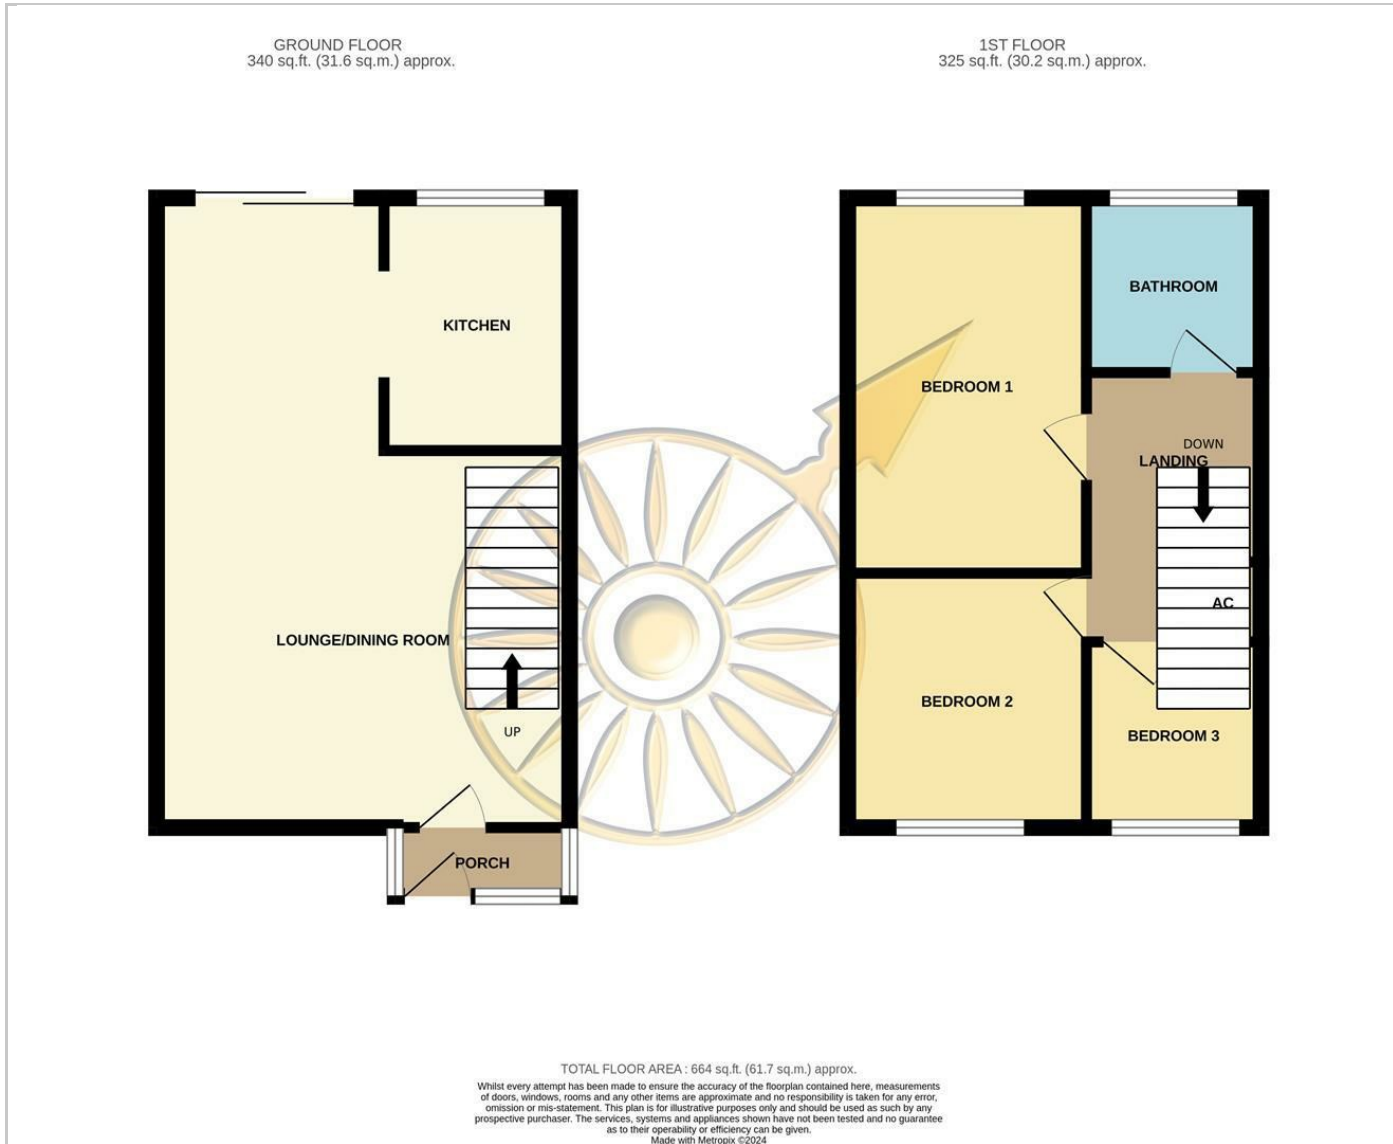 GROUND FLOOR
340 sq.ft. (31.6 sq.m.) approx.
1ST FLOOR
325 sq.ft. (30.2 sq.m.) approx.
KITCHEN
LOUNGE/DINING ROOM
UP
PORCH
BATHROOM
BEDROOM 1
DOWN
LANDING
AC
BEDROOM 2
BEDROOM 3
TOTAL FLOOR AREA : 664 sq.ft. (61.7 sq.m.) approx.
Whilst every attempt has been made to ensure the accuracy of the floorplan contained here, measurements
of doors, windows, rooms and any other items are approximate and no responsibility is taken for any error,
omission or mis-statement. This plan is for illustrative purposes only and should be used as such by any
prospective purchaser. The services, systems and appliances shown have not been tested and no guarantee
as to their operability or efficiency can be given.
Made with Metropix ©2024